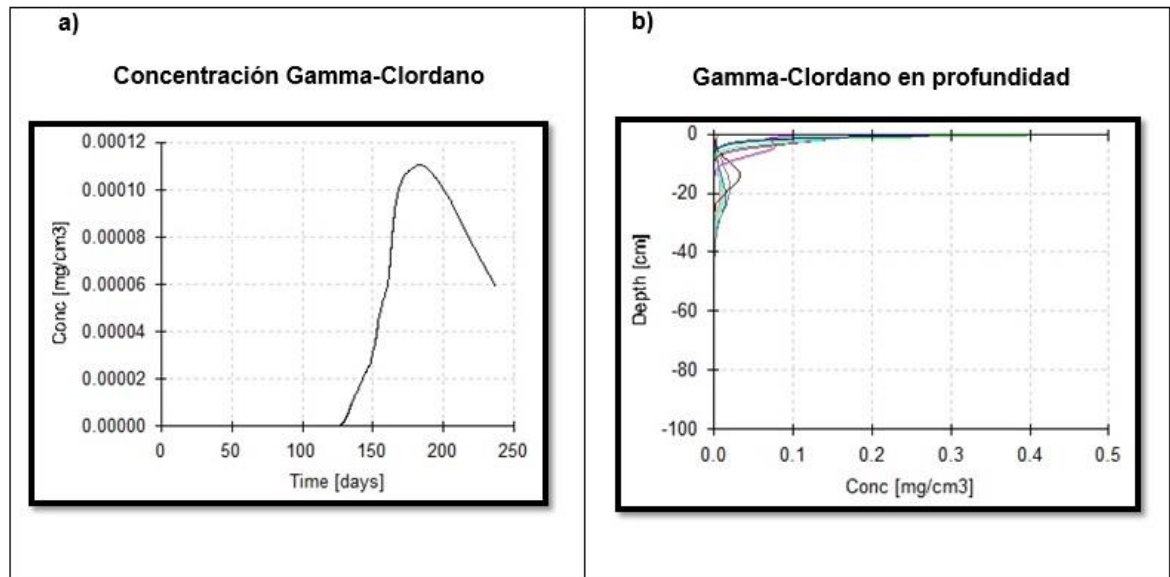 a)
Concentración Gamma-Clordano
0.00012
0.00010
0.00008
0.00006
0.00004
0.00002
0.00000
Conc [mg/cm3]
0 50 100 150 200 250
Time [days]
b)
Gamma-Clordano en profundidad
0
-20
-40
-60
-80
-100
Depth [cm]
0.0 0.1 0.2 0.3 0.4 0.5
Conc [mg/cm3]